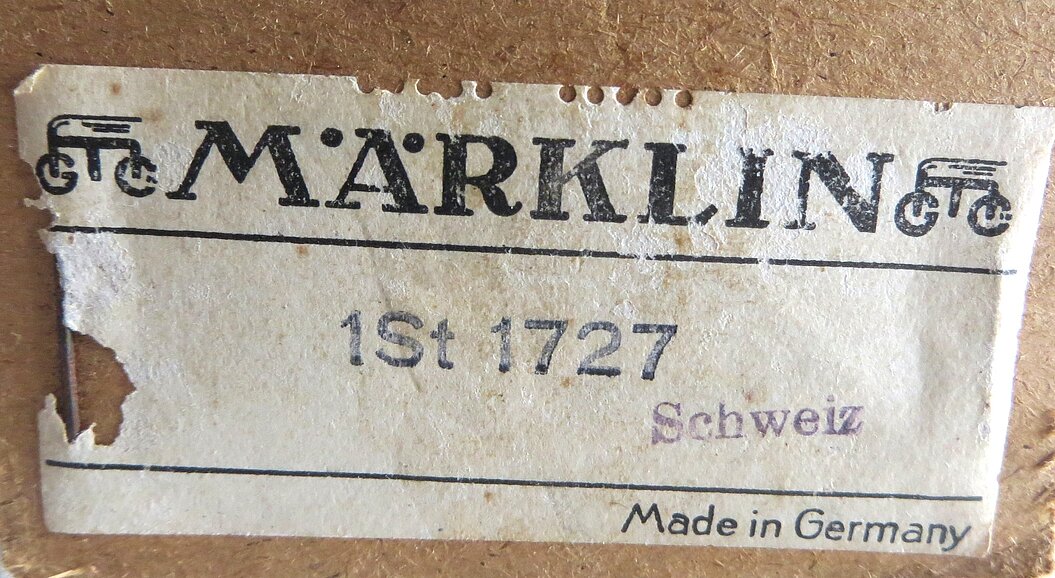 MÄRKLIN
1St 1727
Schweiz
Made in Germany